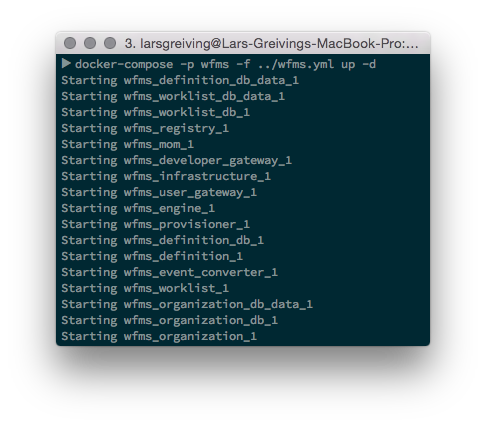 3. larsgreiving@Lars-Greivings-MacBook-Pro:...
docker-compose -p wfms -f ../wfms.yml up -d
Starting wfms_definition_db_data_1
Starting wfms_worklist_db_data_1
Starting wfms_worklist_db_1
Starting wfms_registry_1
Starting wfms_mom_1
Starting wfms_developer_gateway_1
Starting wfms_infrastructure_1
Starting wfms_user_gateway_1
Starting wfms_engine_1
Starting wfms_provisioner_1
Starting wfms_definition_db_1
Starting wfms_definition_1
Starting wfms_event_converter_1
Starting wfms_worklist_1
Starting wfms_organization_db_data_1
Starting wfms_organization_db_1
Starting wfms_organization_1